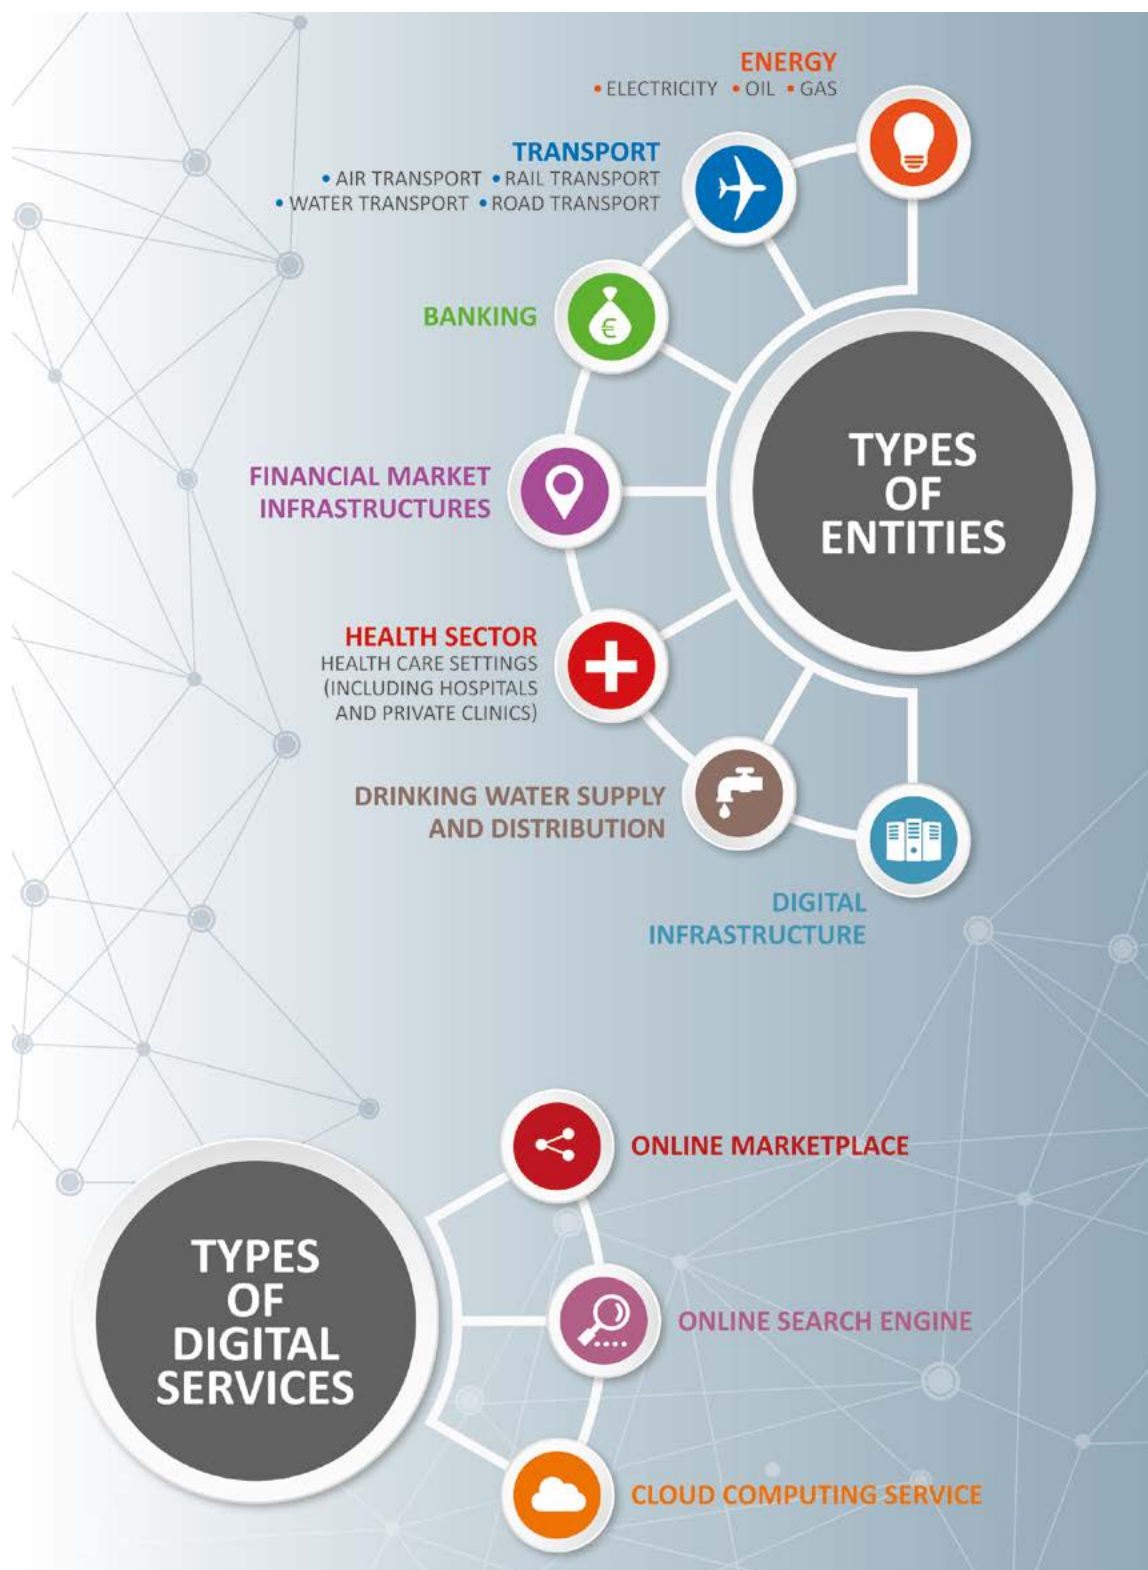 ENERGY
• ELECTRICITY • OIL • GAS
TRANSPORT
• AIR TRANSPORT • RAIL TRANSPORT
• WATER TRANSPORT • ROAD TRANSPORT
BANKING
€
FINANCIAL MARKET
INFRASTRUCTURES
TYPES
OF
ENTITIES
HEALTH SECTOR
HEALTH CARE SETTINGS
(INCLUDING HOSPITALS
AND PRIVATE CLINICS)
DRINKING WATER SUPPLY
AND DISTRIBUTION
DIGITAL
INFRASTRUCTURE
TYPES
OF
DIGITAL
SERVICES
ONLINE MARKETPLACE
ONLINE SEARCH ENGINE
CLOUD COMPUTING SERVICE